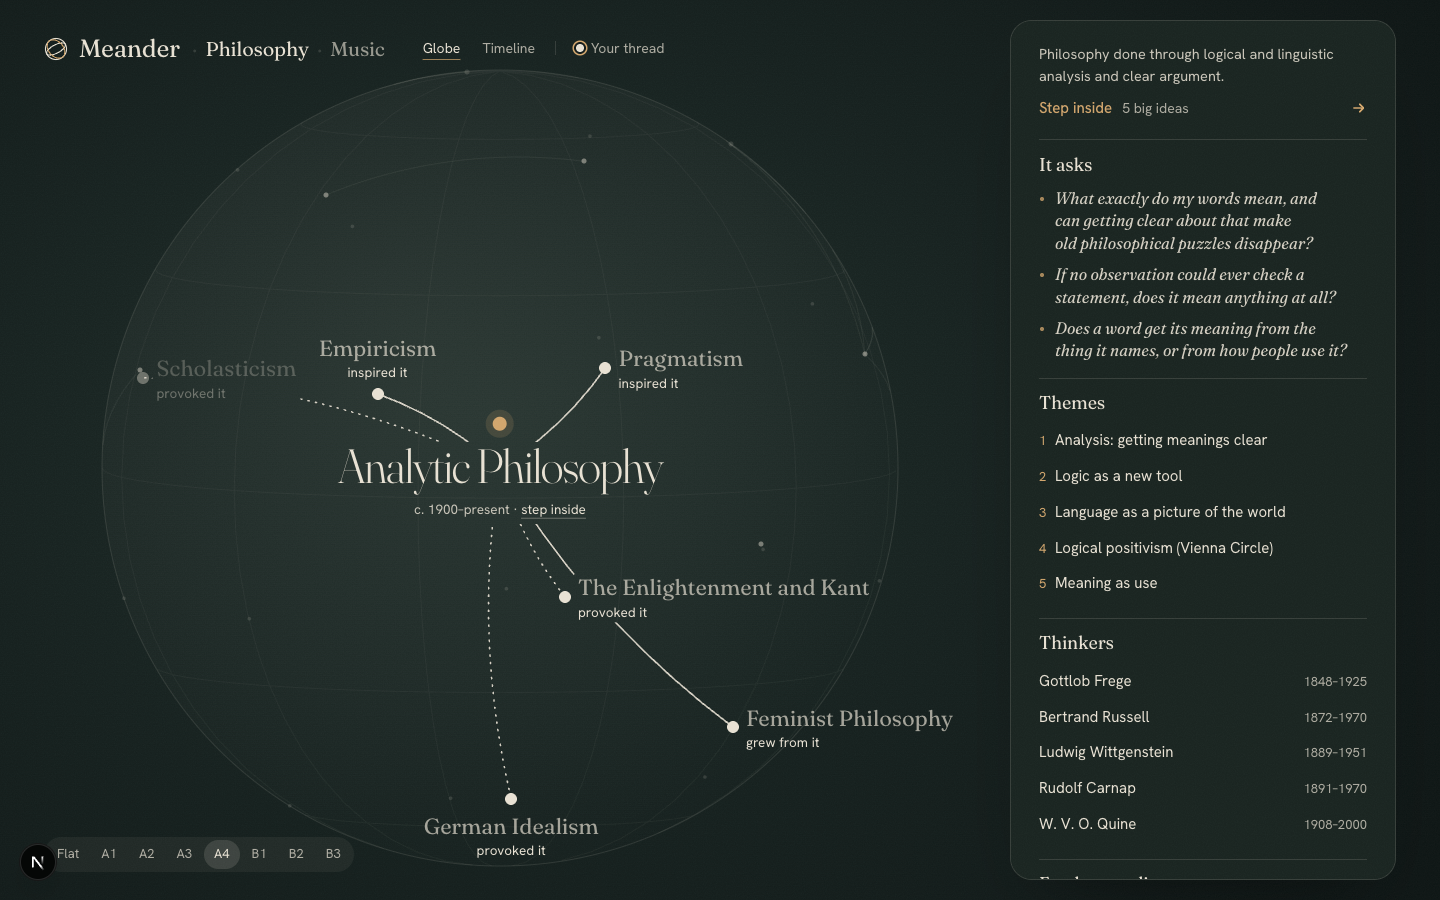 Meander · Philosophy · Music
Globe
Timeline
Your thread
Scholasticism
provoked it
Empiricism
inspired it
Pragmatism
inspired it
Analytic Philosophy
c. 1900–present · step inside
The Enlightenment and Kant
provoked it
Feminist Philosophy
grew from it
German Idealism
provoked it
Flat
A1
A2
A3
A4
B1
B2
B3
N
Philosophy done through logical and linguistic
analysis and clear argument.
Step inside 5 big ideas →
It asks
• What exactly do my words mean, and
can getting clear about that make
old philosophical puzzles disappear?
• If no observation could ever check a
statement, does it mean anything at all?
• Does a word get its meaning from the
thing it names, or from how people use it?
Themes
1 Analysis: getting meanings clear
2 Logic as a new tool
3 Language as a picture of the world
4 Logical positivism (Vienna Circle)
5 Meaning as use
Thinkers
Gottlob Frege 1848–1925
Bertrand Russell 1872–1970
Ludwig Wittgenstein 1889–1951
Rudolf Carnap 1891–1970
W. V. O. Quine 1908–2000